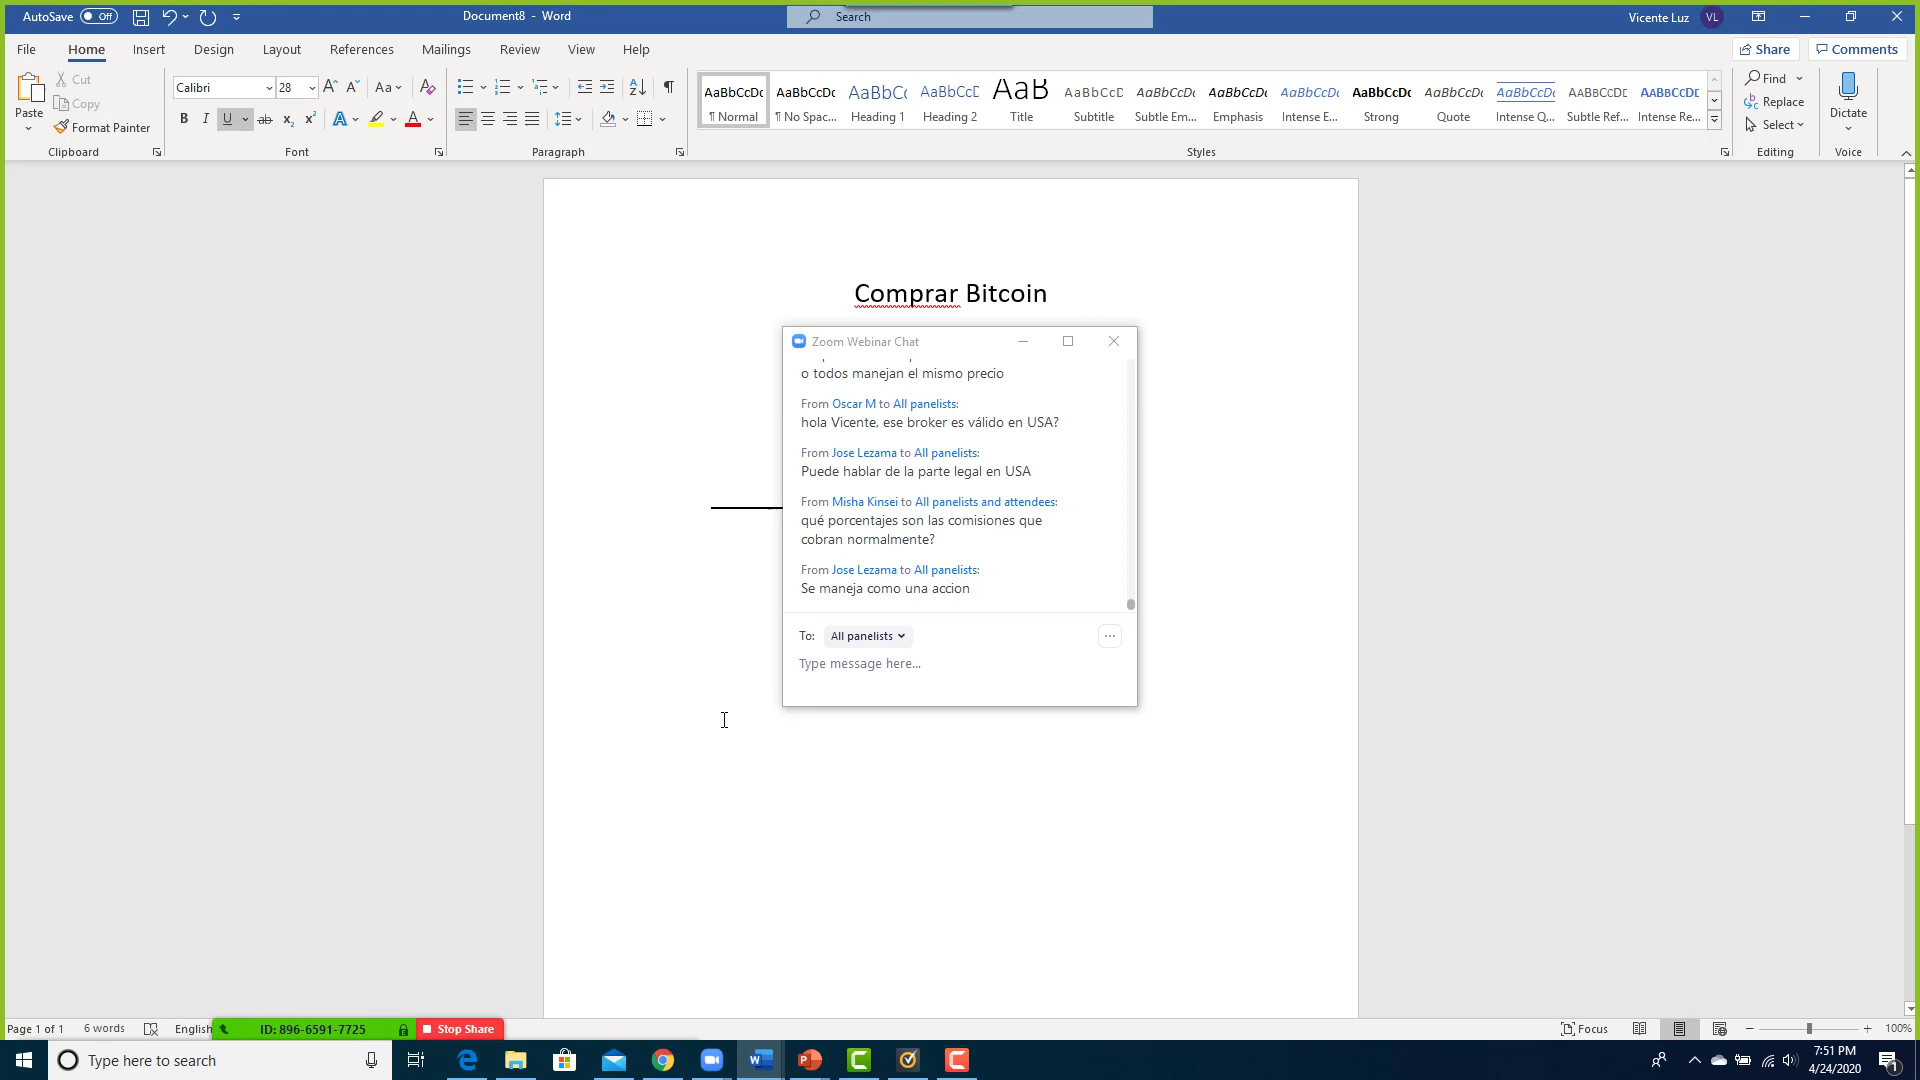 AutoSave Off
Document8 - Word
Search
Vicente Luz VL
File Home Insert Design Layout References Mailings Review View Help
Share Comments
Paste
Cut
Copy
Format Painter
Clipboard
Calibri 28
Font
Paragraph
AaBbCcDc AaBbCcDc AaBbCc AaBbCcD AaB AaBbCcD AaBbCcDc AaBbCcDc AaBbCcDc AaBbCcDc AaBbCcDc AaBbCcDc AaBbCcDc AaBbCcDc
¶ Normal ¶ No Spac... Heading 1 Heading 2 Title Subtitle Subtle Em... Emphasis Intense E... Strong Quote Intense Q... Subtle Ref... Intense Re...
Styles
Find
Replace
Select
Editing
Dictate
Voice
Comprar Bitcoin
Zoom Webinar Chat
o todos manejan el mismo precio
From Oscar M to All panelists:
hola Vicente, ese broker es válido en USA?
From Jose Lezama to All panelists:
Puede hablar de la parte legal en USA
From Misha Kinsei to All panelists and attendees:
qué porcentajes son las comisiones que
cobran normalmente?
From Jose Lezama to All panelists:
Se maneja como una accion
To: All panelists
Type message here...
Page 1 of 1 6 words English
ID: 896-6591-7725
Stop Share
Focus
100%
Type here to search
7:51 PM
4/24/2020
1